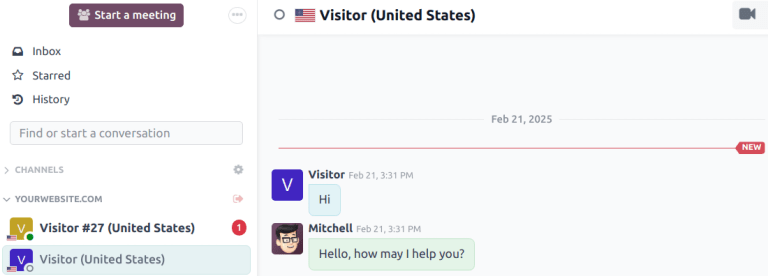 Start a meeting
Inbox
Starred
History
Find or start a conversation
CHANNELS
YOURWEBSITE.COM
V
Visitor #27 (United States)
1
V
Visitor (United States)
Visitor (United States)
Feb 21, 2025
NEW
V
Visitor Feb 21, 3:31 PM
Hi
Mitchell Feb 21, 3:31 PM
Hello, how may I help you?